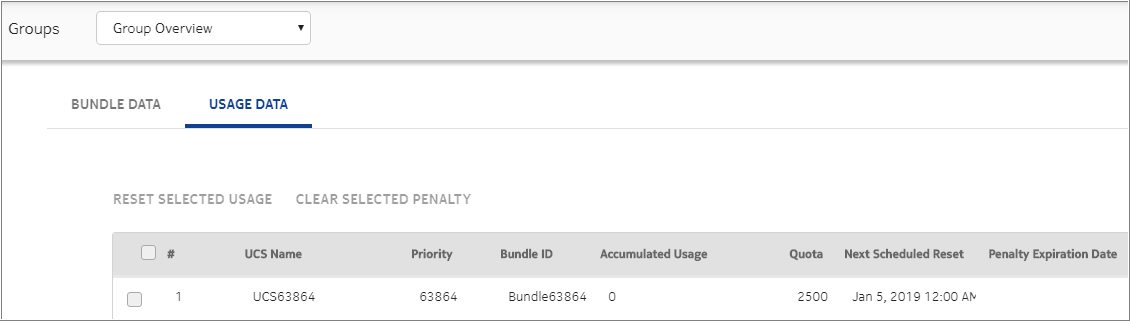 Groups Group Overview
BUNDLE DATA USAGE DATA
RESET SELECTED USAGE CLEAR SELECTED PENALTY
# UCS Name Priority Bundle ID Accumulated Usage Quota Next Scheduled Reset Penalty Expiration Date
1 UCS63864 63864 Bundle63864 0 2500 Jan 5, 2019 12:00 AM